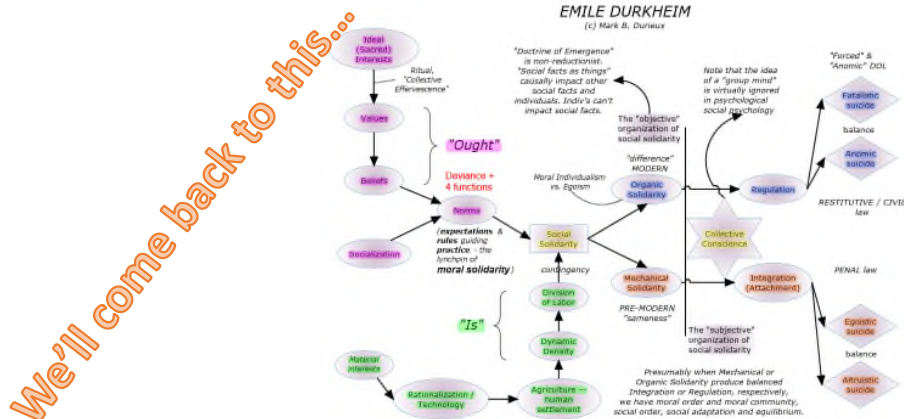 We'll come back to this...
EMILE DURKHEIM
(c) Mark B. Durieux
Ideal
(Sacred)
Interests
Ritual,
"Collective
Effervescence"
Values
Beliefs
"Ought"
Deviance +
4 functions
Norms
Socialization
(expectations &
rules guiding
practice - the
lynchpin of
moral solidarity)
"Doctrine of Emergence"
is non-reductionist.
"Social facts as things"
causally impact other
social facts and
individuals. Indiv's can't
impact social facts.
Note that the idea
of a "group mind"
is virtually ignored
in psychological
social psychology
The "objective"
organization of
social solidarity
"difference"
MODERN
Moral Individualism
vs. Egoism
Organic
Solidarity
Regulation
"Forced" &
"Anomic" DOL
Fatalistic
suicide
balance
Anomic
suicide
RESTITUTIVE / CIVIL
law
Social
Solidarity
Collective
Conscience
contingency
Mechanical
Solidarity
PRE-MODERN
"sameness"
Integration
(Attachment)
PENAL law
Egoistic
suicide
balance
Altruistic
suicide
The "subjective"
organization of
social solidarity
Division
of Labor
"Is"
Dynamic
Density
Material
Interests
Rationalization /
Technology
Agriculture --
human
settlement
Presumably when Mechanical or
Organic Solidarity produce balanced
Integration or Regulation, respectively,
we have moral order and moral community,
social order, social adaptation and equilibrium.